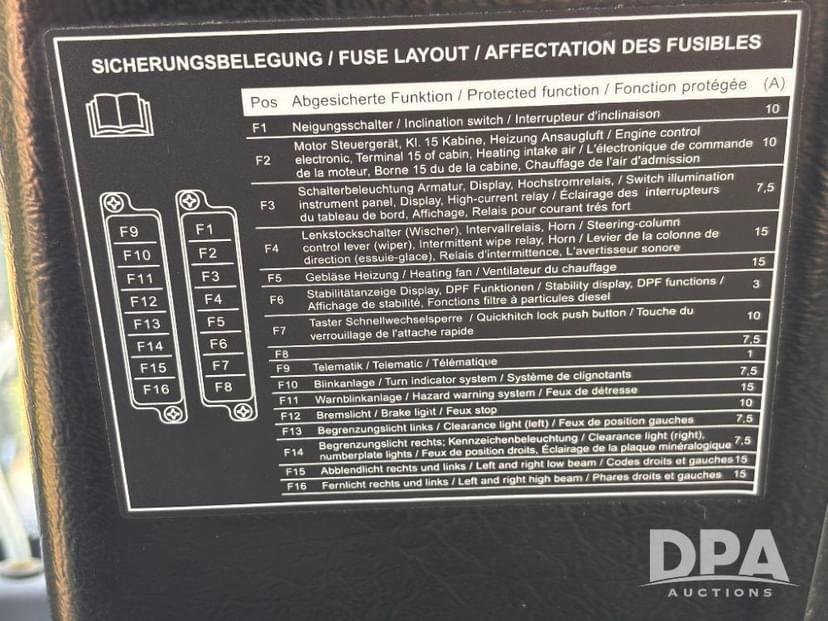 SICHERUNGSBELEGUNG / FUSE LAYOUT / AFFECTATION DES FUSIBLES
Pos Abgesicherte Funktion / Protected function / Fonction protégée (A)
F1 Neigungsschalter / Inclination switch / Interrupteur d'inclinaison 10
F2 Motor Steuergerät, Kl. 15 Kabine, Heizung Ansaugluft / Engine control
electronic, Terminal 15 of cabin, Heating intake air / L'électronique de commande 10
de la moteur, Borne 15 du de la cabine, Chauffage de l'air d'admission
F3 Schalterbeleuchtung Armatur, Display, Hochstromrelais, / Switch illumination
instrument panel, Display, High-current relay / Éclairage des interrupteurs 7,5
du tableau de bord, Affichage, Relais pour courant trés fort
F4 Lenkstockschalter (Wischer), Intervallrelais, Horn / Steering-column
control lever (wiper), Intermittent wipe relay, Horn / Levier de la colonne de 15
direction (essuie-glace), Relais d'intermittence, L'avertisseur sonore
F5 Gebläse Heizung / Heating fan / Ventilateur du chauffage 15
F6 Stabilitätanzeige Display, DPF Funktionen / Stability display, DPF functions / 3
Affichage de stabilité, Fonctions filtre à particules diesel
F7 Taster Schnellwechselsperre / Quickhitch lock push button / Touche du 10
verrouillage de l'attache rapide
F8 7,5
F9 Telematik / Telematic / Télématique 1
F10 Blinkanlage / Turn indicator system / Système de clignotants 7,5
F11 Warnblinkanlage / Hazard warning system / Feux de détresse 15
F12 Bremslicht / Brake ligit / Feux stop 10
F13 Begrenzungslicht links / Clearance light (left) / Feux de position gauches 7,5
F14 Begrenzungslicht rechts; Kennzeichenbeleuchtung / Clearance light (right), 7,5
numberplate lights / Feux de position droits, Éclairage de la plaque minéralogique
F15 Abblendlicht rechts und links / Left and right low beam / Codes droits et gauches 15
F16 Fernlicht rechts und links / Left and right high beam / Phares droits et gauches 15
F9 F1
F10 F2
F11 F3
F12 F4
F13 F5
F14 F6
F15 F7
F16 F8
DPA
AUCTIONS